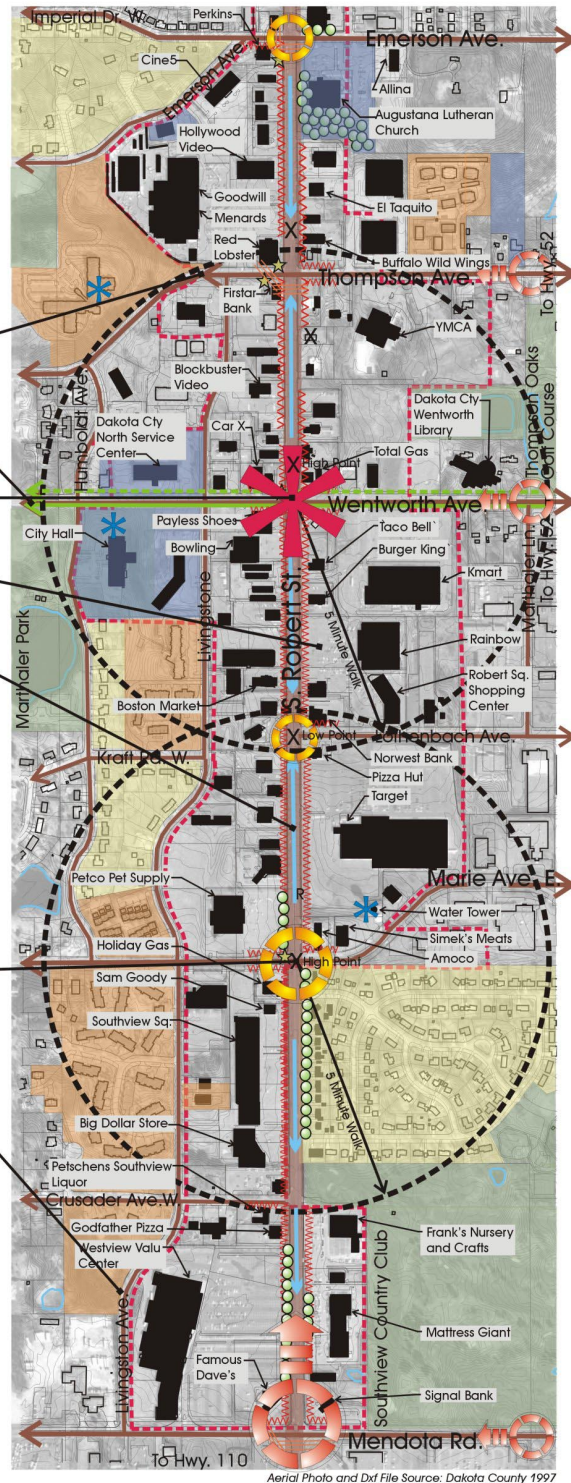 Imperial Dr. W.
Perkins
Emerson Ave.
Cine5
Emerson Ave.
Allina
Augustana Lutheran
Church
Hollywood
Video
Goodwill
Menards
El Taquito
X
Red
Lobster
Buffalo Wild Wings
Thompson Ave.
To Hwy. 52
Firstar
Bank
X
YMCA
Blockbuster
Video
Humboldt Ave.
Dakota Cty
North Service
Center
Car X
Dakota Cty
Wentworth
Library
Thompson Oaks
Golf Course
X
High Point
Total Gas
Wentworth Ave.
City Hall
Payless Shoes
Bowling
Taco Bell`
Burger King
Kmart
Marthaler Ln.
To Hwy. 52
Livingstone
S Robert St.
5 Minute Walk
Rainbow
Marthaler Park
Robert Sq.
Shopping
Center
Boston Market
X
Low Point
Lothenbach Ave.
Kraft Rd. W.
Norwest Bank
Pizza Hut
Target
Petco Pet Supply
Marie Ave. E
R
Water Tower
Simek's Meats
Amoco
Holiday Gas
X
High Point
Sam Goody
Southview Sq.
5 Minute Walk
Big Dollar Store
Petschens Southview
Liquor
Crusader Ave.W.
Godfather Pizza
Frank's Nursery
and Crafts
Westview Valu
Center
Livingston Ave.
Southview Country Club
Mattress Giant
Famous
Dave's
Signal Bank
Mendota Rd.
To Hwy. 110
Aerial Photo and Dxf File Source: Dakota County 1997